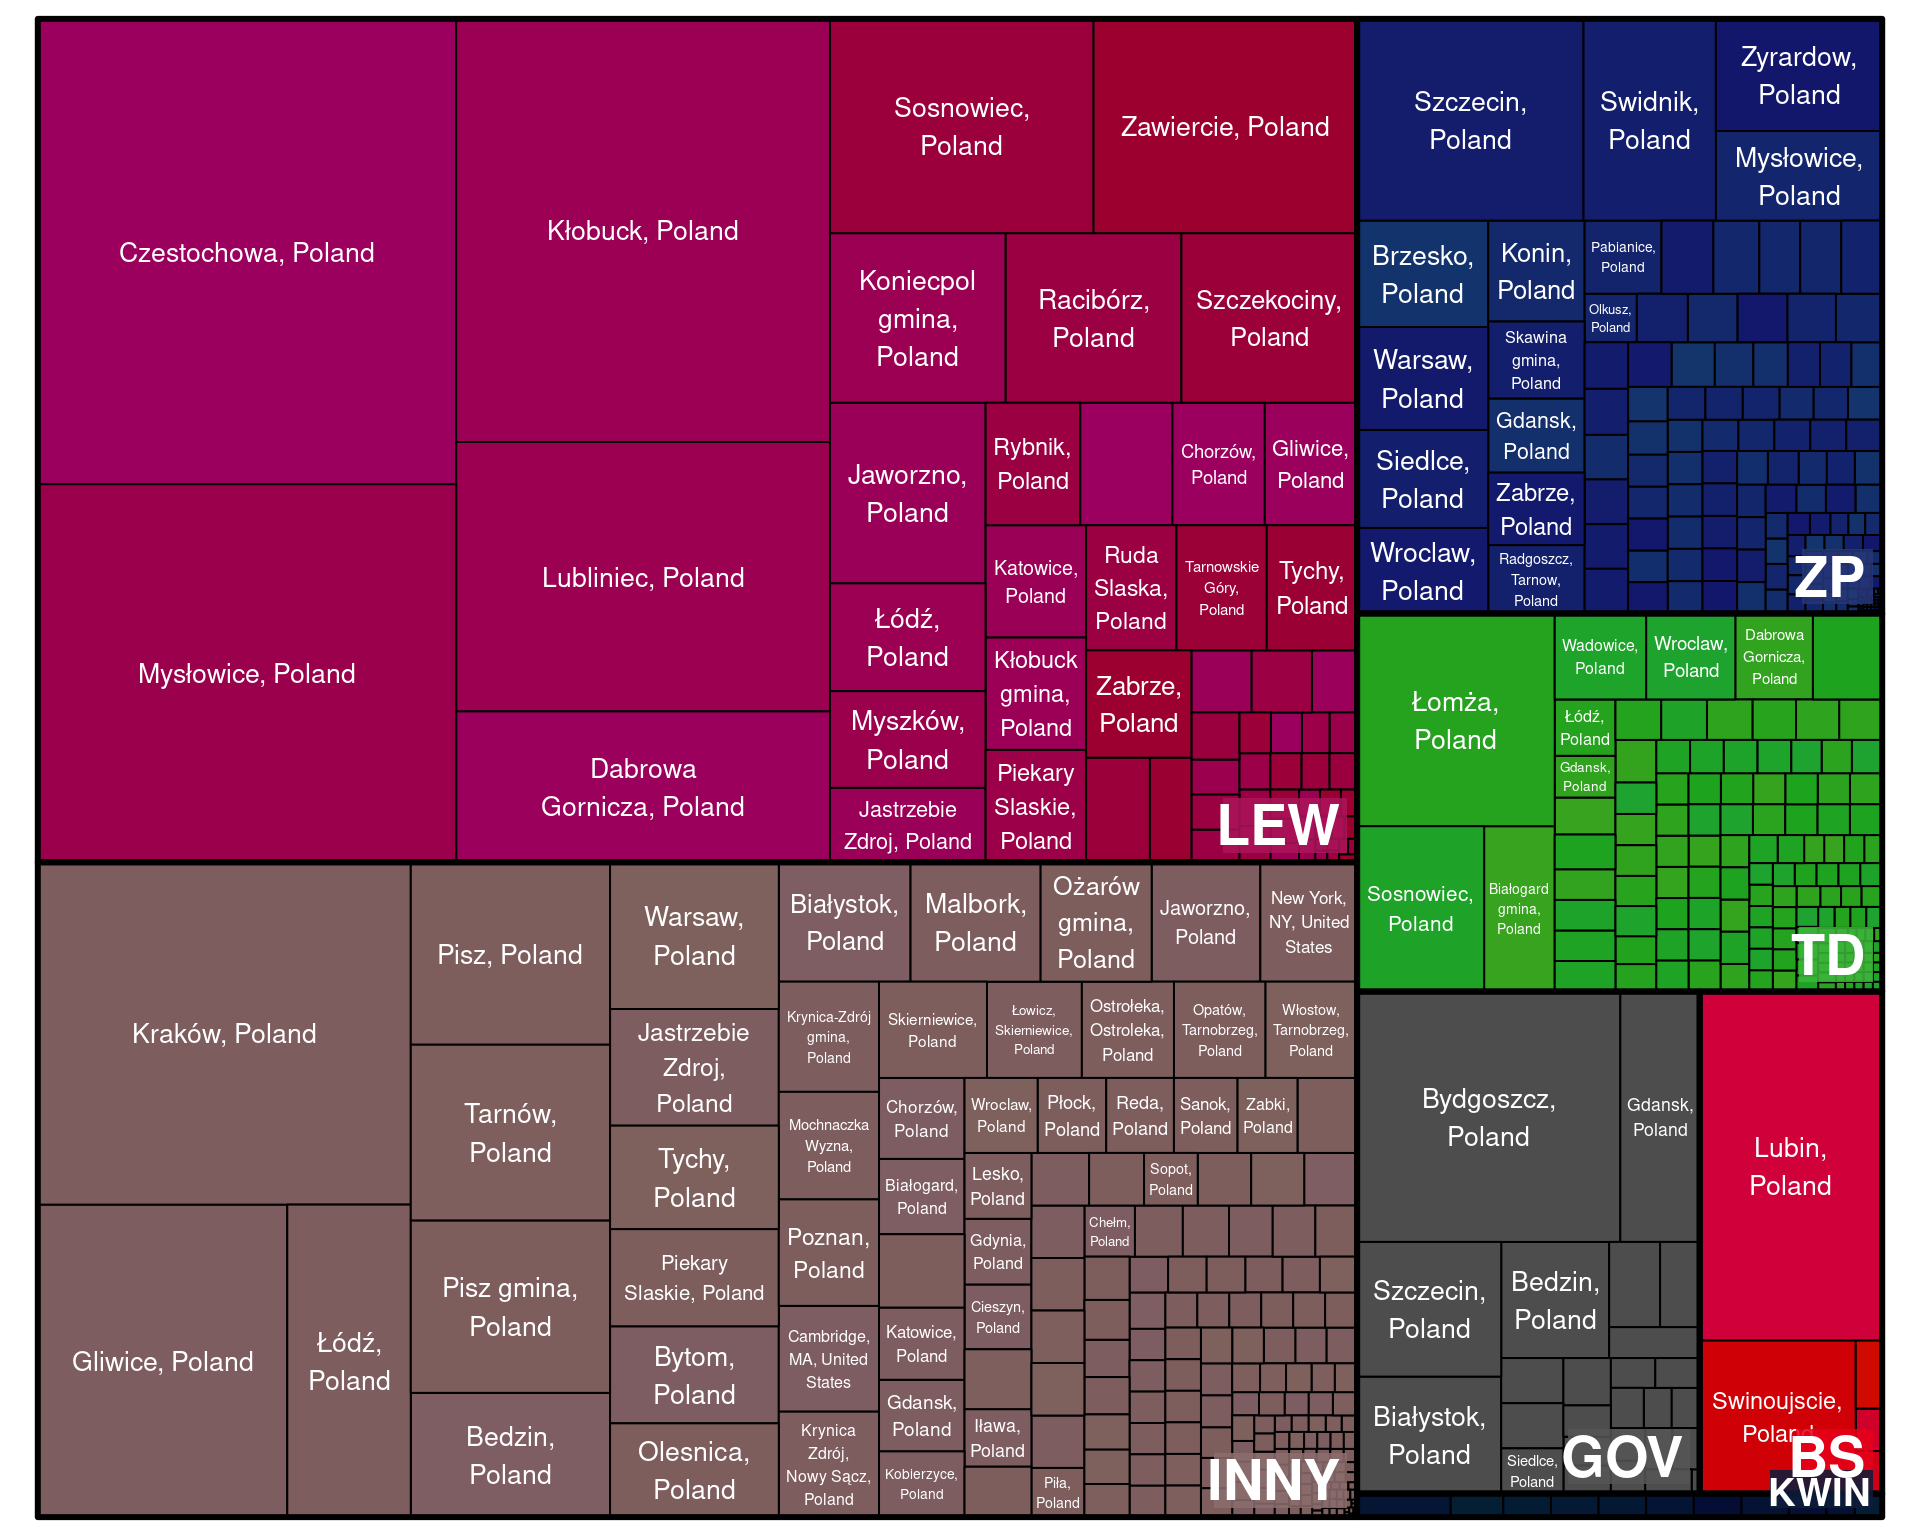 Czestochowa, Poland
Mysłowice, Poland
Kłobuck, Poland
Lubliniec, Poland
Dabrowa
Gornicza, Poland
Sosnowiec,
Poland
Zawiercie, Poland
Koniecpol
gmina,
Poland
Racibórz,
Poland
Szczekociny,
Poland
Jaworzno,
Poland
Łódź,
Poland
Myszków,
Poland
Jastrzebie
Zdroj, Poland
Rybnik,
Poland
Chorzów,
Poland
Gliwice,
Poland
Katowice,
Poland
Kłobuck
gmina,
Poland
Piekary
Slaskie,
Poland
Ruda
Slaska,
Poland
Tarnowskie
Góry,
Poland
Tychy,
Poland
Zabrze,
Poland
LEW
Szczecin,
Poland
Swidnik,
Poland
Zyrardow,
Poland
Mysłowice,
Poland
Brzesko,
Poland
Warsaw,
Poland
Siedlce,
Poland
Wroclaw,
Poland
Konin,
Poland
Skawina
gmina,
Poland
Gdansk,
Poland
Zabrze,
Poland
Radgoszcz,
Tarnow,
Poland
Pabianice,
Poland
Olkusz,
Poland
ZP
Łomża,
Poland
Sosnowiec,
Poland
Białogard
gmina,
Poland
Wadowice,
Poland
Wroclaw,
Poland
Dabrowa
Gornicza,
Poland
Łódź,
Poland
Gdansk,
Poland
TD
Kraków, Poland
Gliwice, Poland
Łódź,
Poland
Pisz, Poland
Tarnów,
Poland
Pisz gmina,
Poland
Bedzin,
Poland
Warsaw,
Poland
Jastrzebie
Zdroj,
Poland
Tychy,
Poland
Piekary
Slaskie, Poland
Bytom,
Poland
Olesnica,
Poland
Białystok,
Poland
Malbork,
Poland
Ożarów
gmina,
Poland
Jaworzno,
Poland
New York,
NY, United
States
Krynica-Zdrój
gmina,
Poland
Mochnaczka
Wyzna,
Poland
Poznan,
Poland
Cambridge,
MA, United
States
Krynica
Zdrój,
Nowy Sącz,
Poland
Skierniewice,
Poland
Łowicz,
Skierniewice,
Poland
Ostrołeka,
Ostroleka,
Poland
Opatów,
Tarnobrzeg,
Poland
Włostow,
Tarnobrzeg,
Poland
Chorzów,
Poland
Białogard,
Poland
Katowice,
Poland
Gdansk,
Poland
Kobierzyce,
Poland
Wroclaw,
Poland
Płock,
Poland
Reda,
Poland
Sanok,
Poland
Zabki,
Poland
Lesko,
Poland
Gdynia,
Poland
Cieszyn,
Poland
Iława,
Poland
Sopot,
Poland
Chełm,
Poland
Piła,
Poland
INNY
Bydgoszcz,
Poland
Gdansk,
Poland
Szczecin,
Poland
Białystok,
Poland
Bedzin,
Poland
Siedlce,
Poland
GOV
Lubin,
Poland
Swinoujscie,
Poland
BS
KWIN